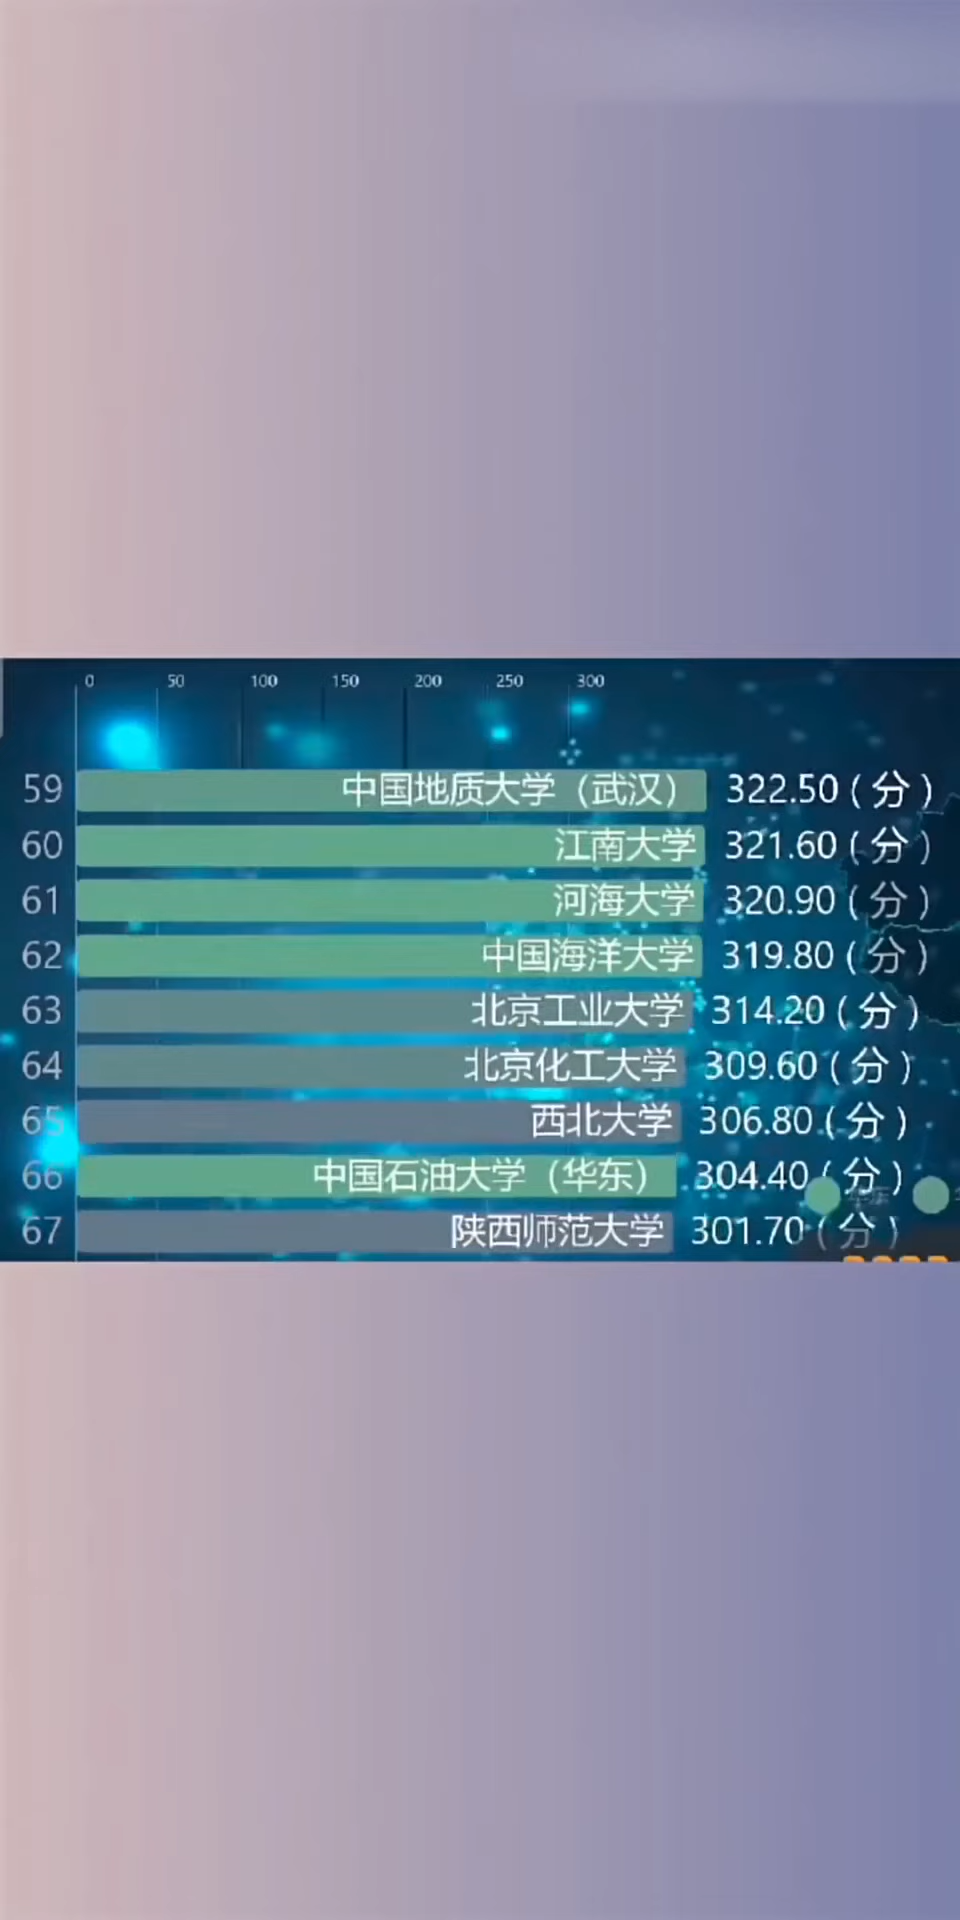 0 50 100 150 200 250 300
59 中国地质大学（武汉） 322.50 ( 分 )
60 江南大学 321.60 ( 分 )
61 河海大学 320.90 ( 分 )
62 中国海洋大学 319.80 ( 分 )
63 北京工业大学 314.20 ( 分 )
64 北京化工大学 309.60 ( 分 )
65 西北大学 306.80 ( 分 )
66 中国石油大学（华东） 304.40 ( 分 )
67 陕西师范大学 301.70 ( 分 )